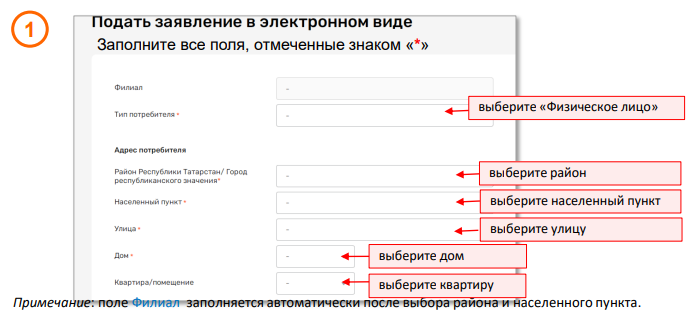 1
Подать заявление в электронном виде
Заполните все поля, отмеченные знаком «*»
Филиал
-
выберите «Физическое лицо»
Тип потребителя *
-
Адрес потребителя
Район Республики Татарстан/ Город
республиканского значения*
-
выберите район
Населенный пункт *
-
выберите населенный пункт
Улица *
-
выберите улицу
Дом *
-
выберите дом
Квартира/помещение
-
выберите квартиру
Примечание: поле Филиал заполняется автоматически после выбора района и населенного пункта.